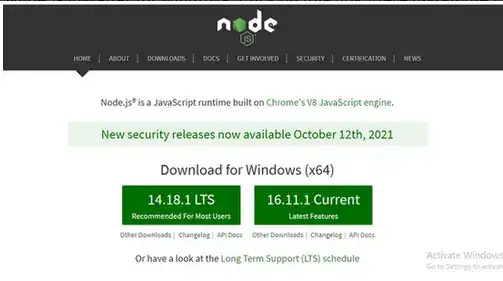 node
JS
HOME | ABOUT | DOWNLOADS | DOCS | GET INVOLVED | SECURITY | CERTIFICATION | NEWS
Node.js® is a JavaScript runtime built on Chrome's V8 JavaScript engine.
New security releases now available October 12th, 2021
Download for Windows (x64)
14.18.1 LTS
Recommended For Most Users
16.11.1 Current
Latest Features
Other Downloads | Changelog | API Docs
Other Downloads | Changelog | API Docs
Or have a look at the Long Term Support (LTS) schedule
Activate Windows
Go to Settings to activat